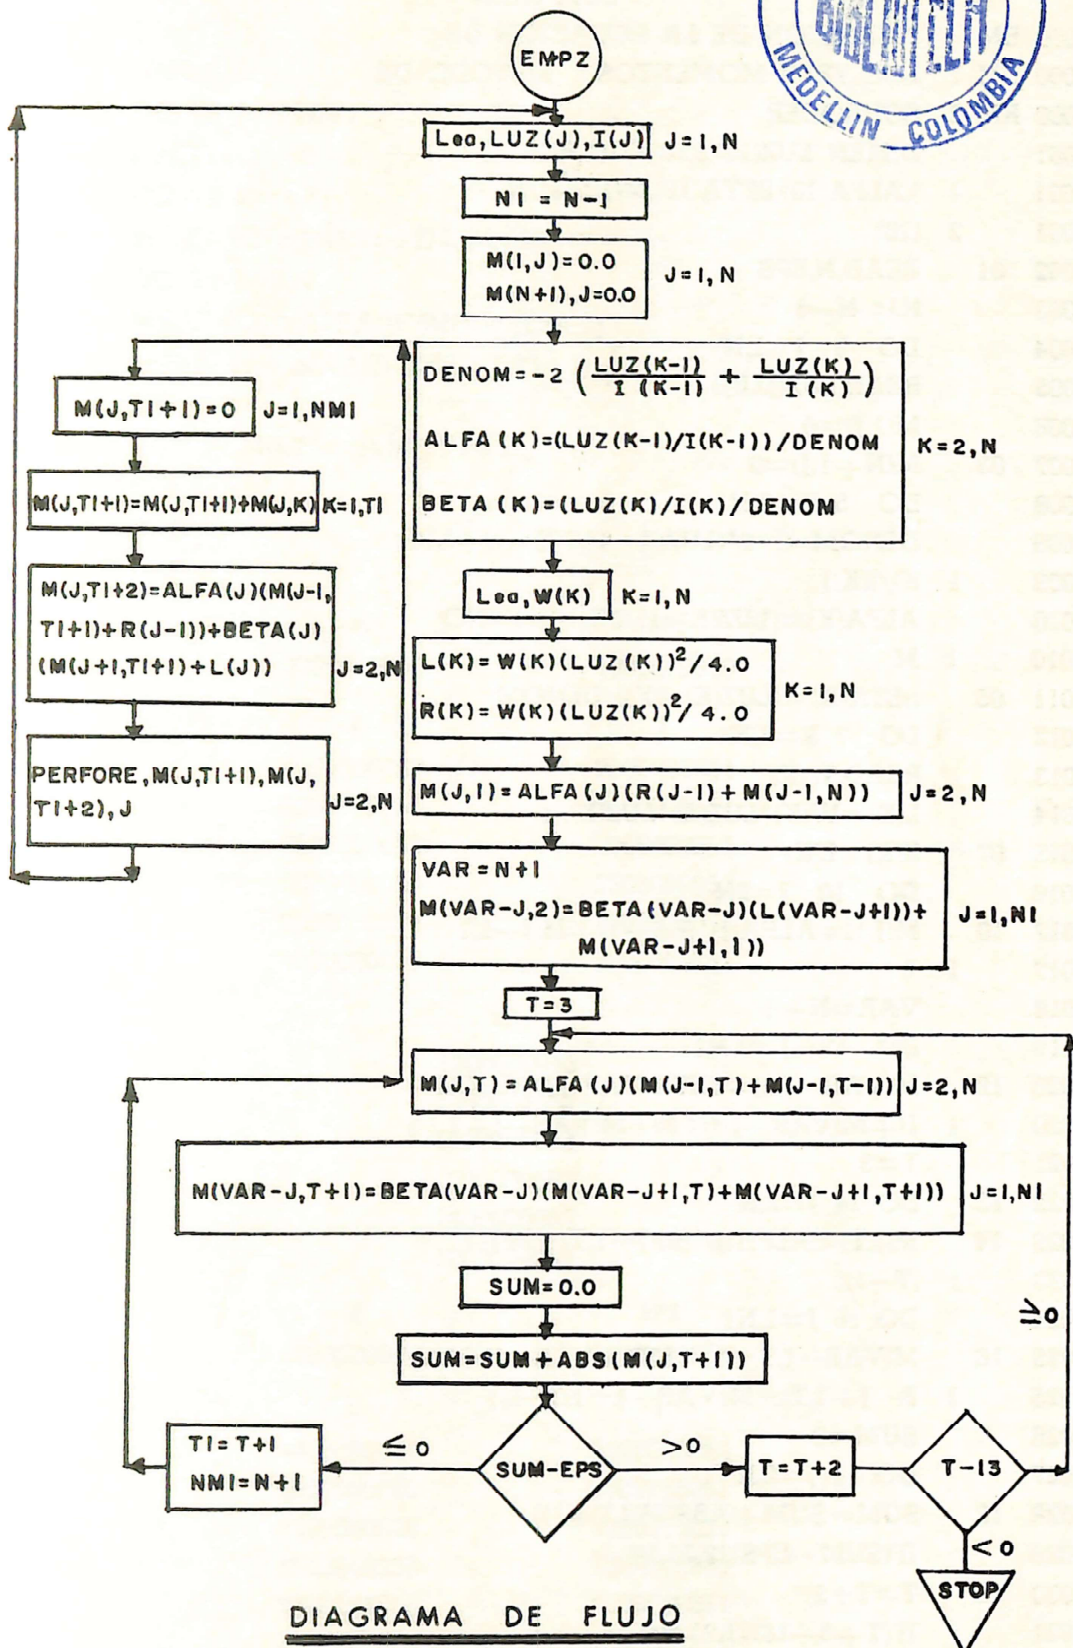 EMPZ
BIBLIOTECA
MEDELLIN COLOMBIA
Lea,LUZ(J),I(J) J=1,N
N1 = N-1
M(1,J)=0.0
M(N+1),J=0.0
J=1,N
DENOM=-2 (LUZ(K-1)/I(K-1) + LUZ(K)/I(K))
ALFA(K)=(LUZ(K-1)/I(K-1))/DENOM K=2,N
BETA(K)=(LUZ(K)/I(K)/DENOM
Lea,W(K) K=1,N
L(K)=W(K)(LUZ(K))²/4.0
R(K)=W(K)(LUZ(K))²/4.0
K=1,N
M(J,1)=ALFA(J)(R(J-1)+M(J-1,N)) J=2,N
VAR=N+1
M(VAR-J,2)=BETA(VAR-J)(L(VAR-J+1))+
M(VAR-J+1,1))
J=1,N1
T=3
M(J,T)=ALFA(J)(M(J-1,T)+M(J-1,T-1)) J=2,N
M(VAR-J,T+1)=BETA(VAR-J)(M(VAR-J+1,T)+M(VAR-J+1,T+1)) J=1,N1
SUM=0.0
SUM=SUM+ABS(M(J,T+1))
SUM-EPS
≤0
T1=T+1
NM1=N+1
>0
T=T+2
T-13
≥0
<0
STOP
M(J,T1+1)=0 J=1,NM1
M(J,T1+1)=M(J,T1+1)+M(J,K) K=1,T1
M(J,T1+2)=ALFA(J)(M(J-1,
T1+1)+R(J-1))+BETA(J)
(M(J+1,T1+1)+L(J))
J=2,N
PERFORE,M(J,T1+1),M(J,
T1+2),J
J=2,N
DIAGRAMA DE FLUJO